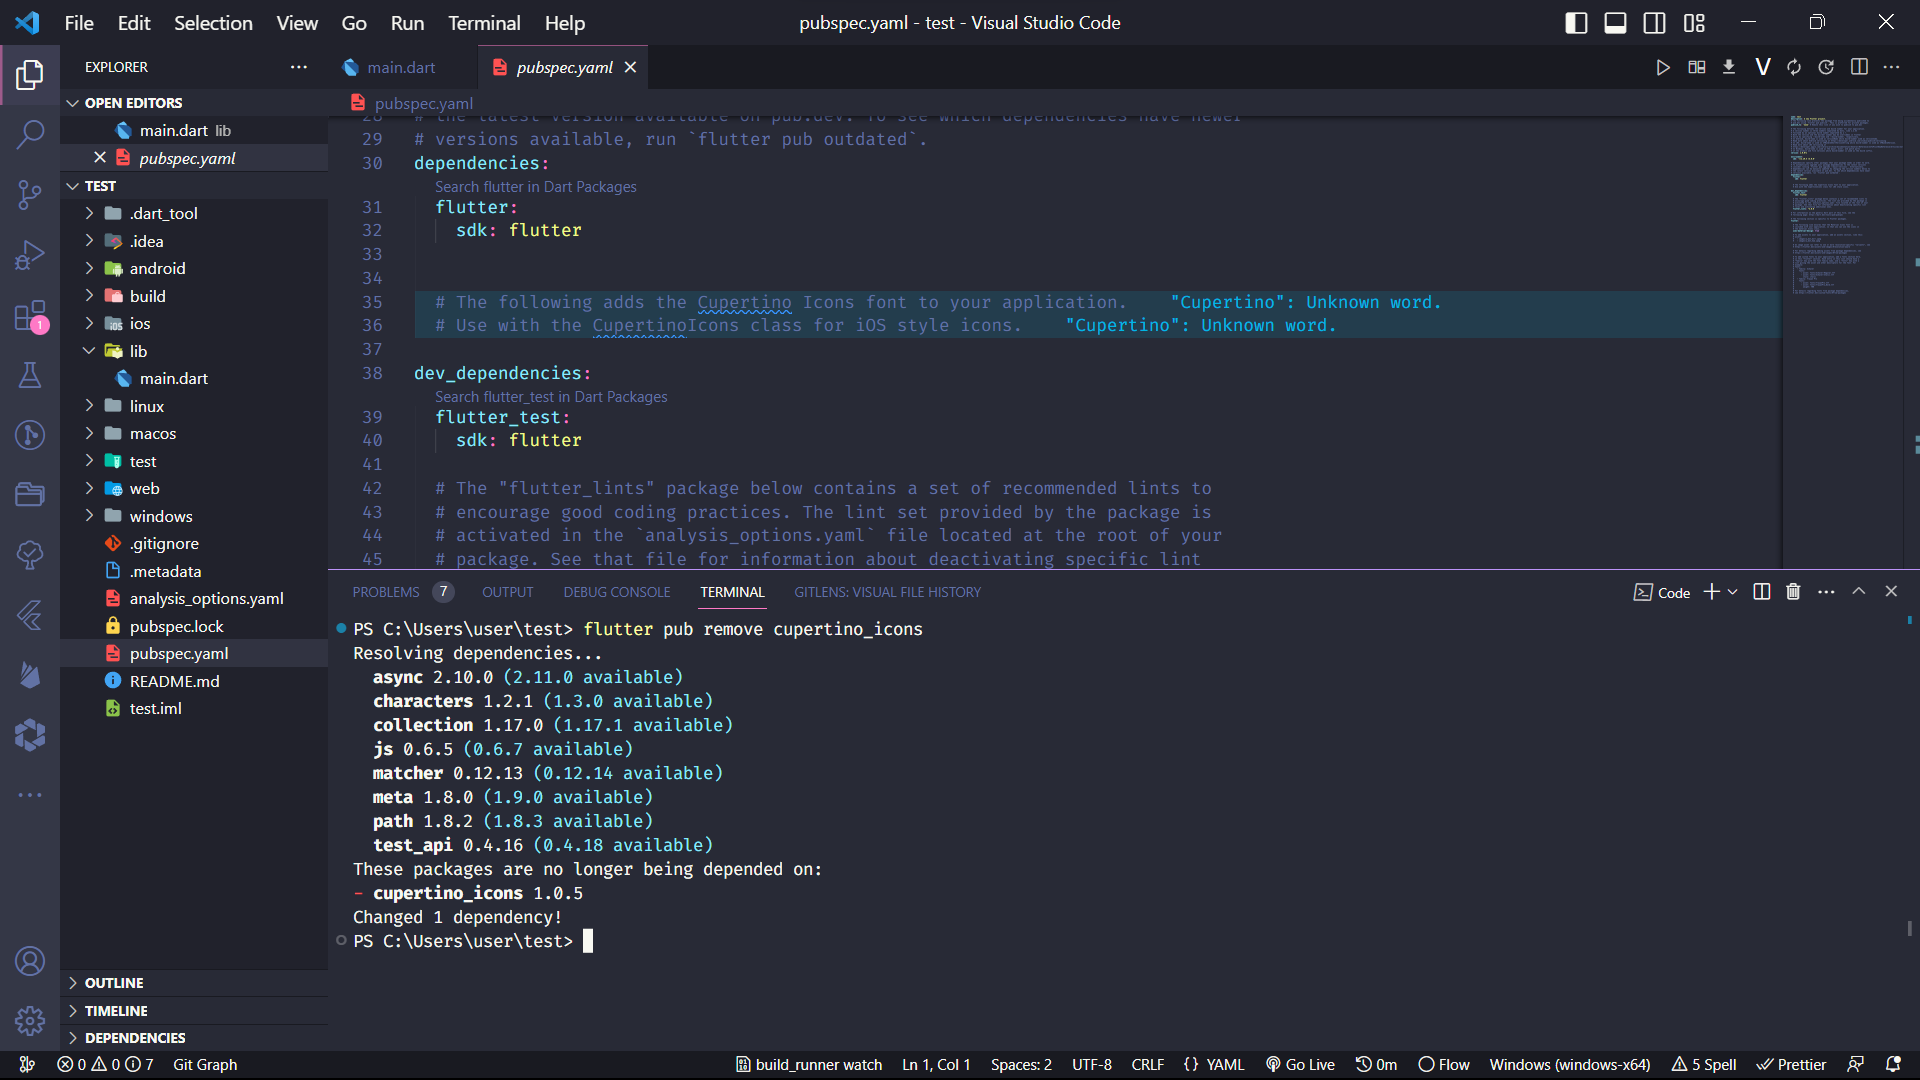 File Edit Selection View Go Run Terminal Help
pubspec.yaml - test - Visual Studio Code
EXPLORER
main.dart
pubspec.yaml
V
OPEN EDITORS
main.dart lib
pubspec.yaml
TEST
.dart_tool
.idea
android
build
ios
lib
main.dart
linux
macos
test
web
windows
.gitignore
.metadata
analysis_options.yaml
pubspec.lock
pubspec.yaml
README.md
test.iml
OUTLINE
TIMELINE
DEPENDENCIES
1
pubspec.yaml
28 # the latest version available on pub.dev. To see which dependencies have newer
29 # versions available, run `flutter pub outdated`.
30 dependencies:
Search flutter in Dart Packages
31 flutter:
32 sdk: flutter
33
34
35 # The following adds the Cupertino Icons font to your application. "Cupertino": Unknown word.
36 # Use with the CupertinoIcons class for iOS style icons. "Cupertino": Unknown word.
37
38 dev_dependencies:
Search flutter_test in Dart Packages
39 flutter_test:
40 sdk: flutter
41
42 # The "flutter_lints" package below contains a set of recommended lints to
43 # encourage good coding practices. The lint set provided by the package is
44 # activated in the `analysis_options.yaml` file located at the root of your
45 # package. See that file for information about deactivating specific lint
PROBLEMS 7 OUTPUT DEBUG CONSOLE TERMINAL GITLENS: VISUAL FILE HISTORY
Code
PS C:\Users\user\test> flutter pub remove cupertino_icons
Resolving dependencies...
async 2.10.0 (2.11.0 available)
characters 1.2.1 (1.3.0 available)
collection 1.17.0 (1.17.1 available)
js 0.6.5 (0.6.7 available)
matcher 0.12.13 (0.12.14 available)
meta 1.8.0 (1.9.0 available)
path 1.8.2 (1.8.3 available)
test_api 0.4.16 (0.4.18 available)
These packages are no longer being depended on:
- cupertino_icons 1.0.5
Changed 1 dependency!
PS C:\Users\user\test>
0 0 7 Git Graph
build_runner watch Ln 1, Col 1 Spaces: 2 UTF-8 CRLF {} YAML Go Live 0m Flow Windows (windows-x64) 5 Spell Prettier